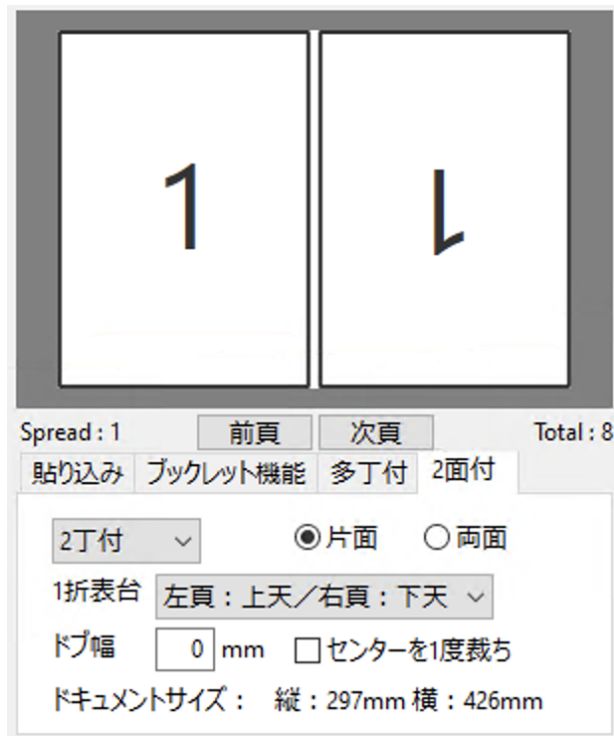 1 1
Spread : 1 前頁 次頁 Total : 8
貼り込み ブックレット機能 多丁付 2面付
2丁付 片面 両面
1折表台 左頁：上天／右頁：下天
ドブ幅 0 mm センターを1度裁ち
ドキュメントサイズ： 縦：297mm 横：426mm